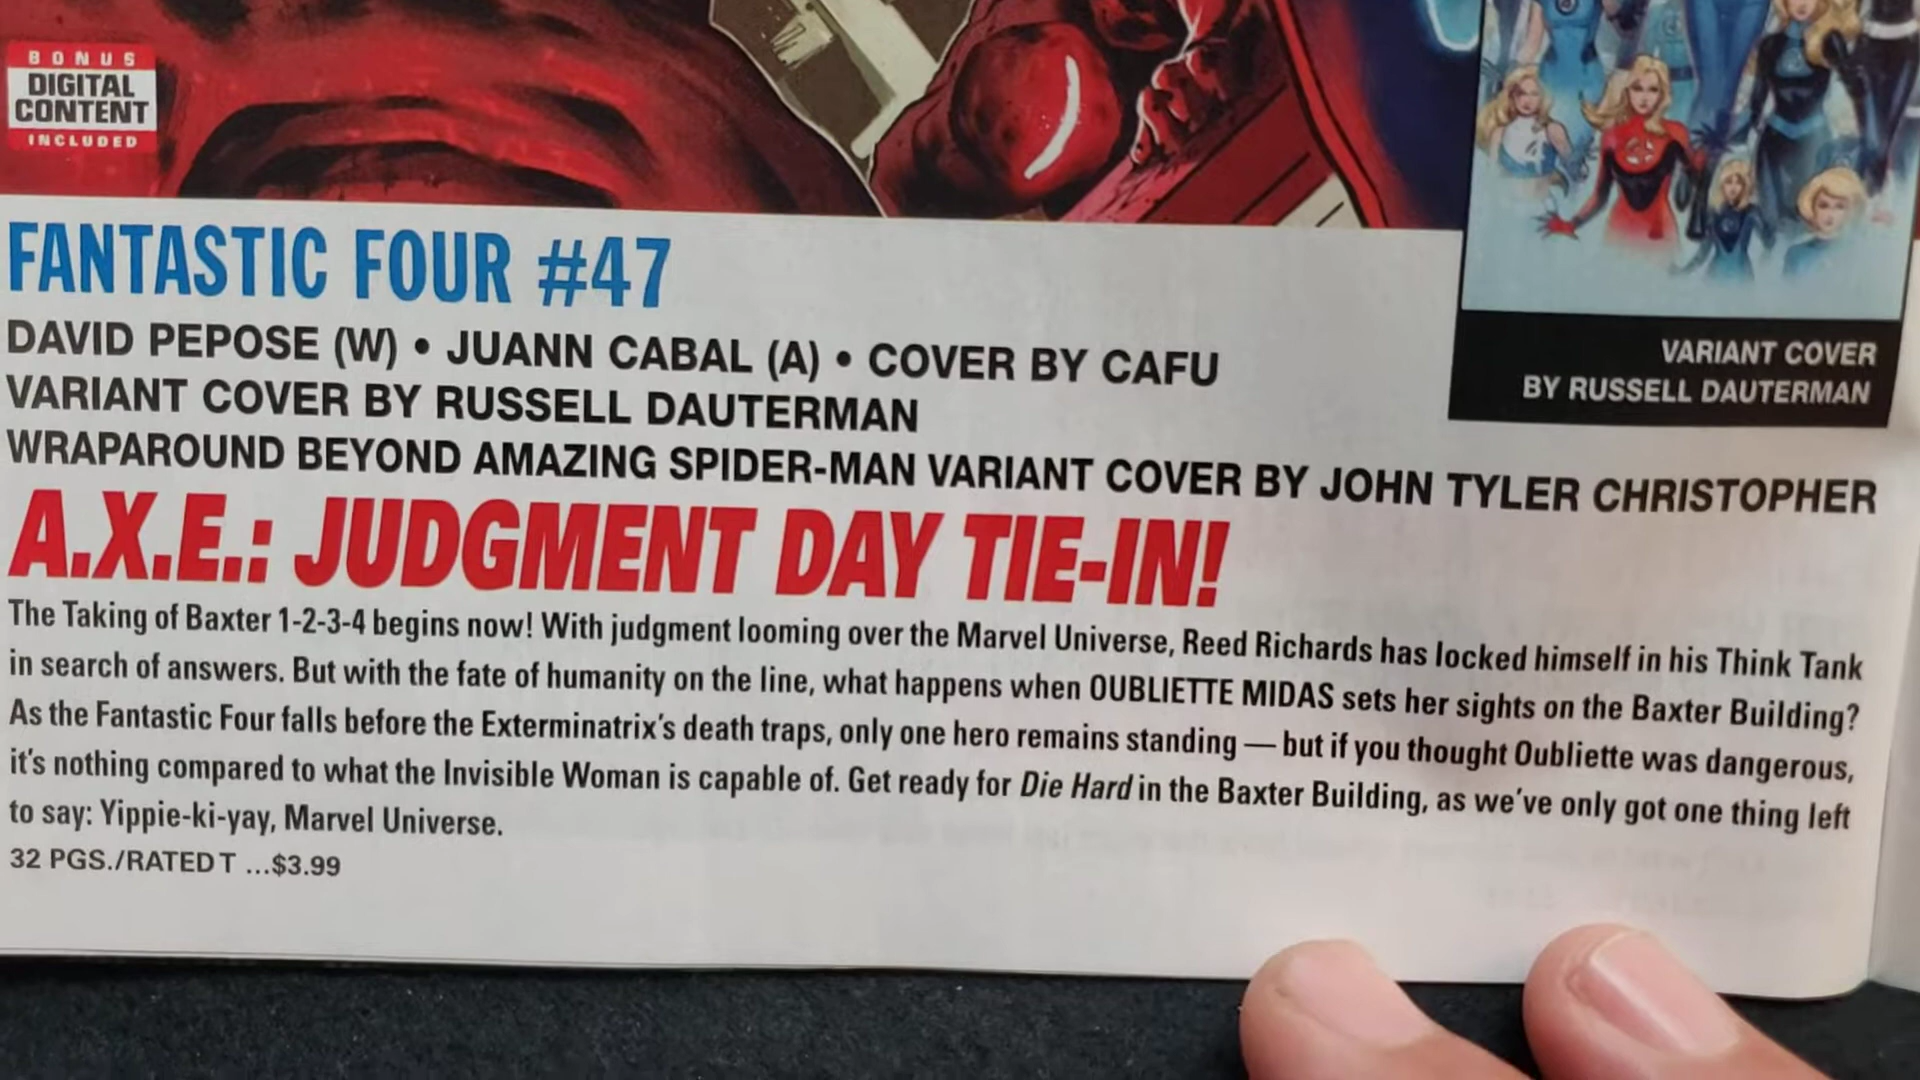 BONUS
DIGITAL
CONTENT
INCLUDED
FANTASTIC FOUR #47
DAVID PEPOSE (W) • JUANN CABAL (A) • COVER BY CAFU
VARIANT COVER BY RUSSELL DAUTERMAN
WRAPAROUND BEYOND AMAZING SPIDER-MAN VARIANT COVER BY JOHN TYLER CHRISTOPHER
A.X.E.: JUDGMENT DAY TIE-IN!
The Taking of Baxter 1-2-3-4 begins now! With judgment looming over the Marvel Universe, Reed Richards has locked himself in his Think Tank
in search of answers. But with the fate of humanity on the line, what happens when OUBLIETTE MIDAS sets her sights on the Baxter Building?
As the Fantastic Four falls before the Exterminatrix's death traps, only one hero remains standing — but if you thought Oubliette was dangerous,
it's nothing compared to what the Invisible Woman is capable of. Get ready for Die Hard in the Baxter Building, as we've only got one thing left
to say: Yippie-ki-yay, Marvel Universe.
32 PGS./RATED T ...$3.99
VARIANT COVER
BY RUSSELL DAUTERMAN